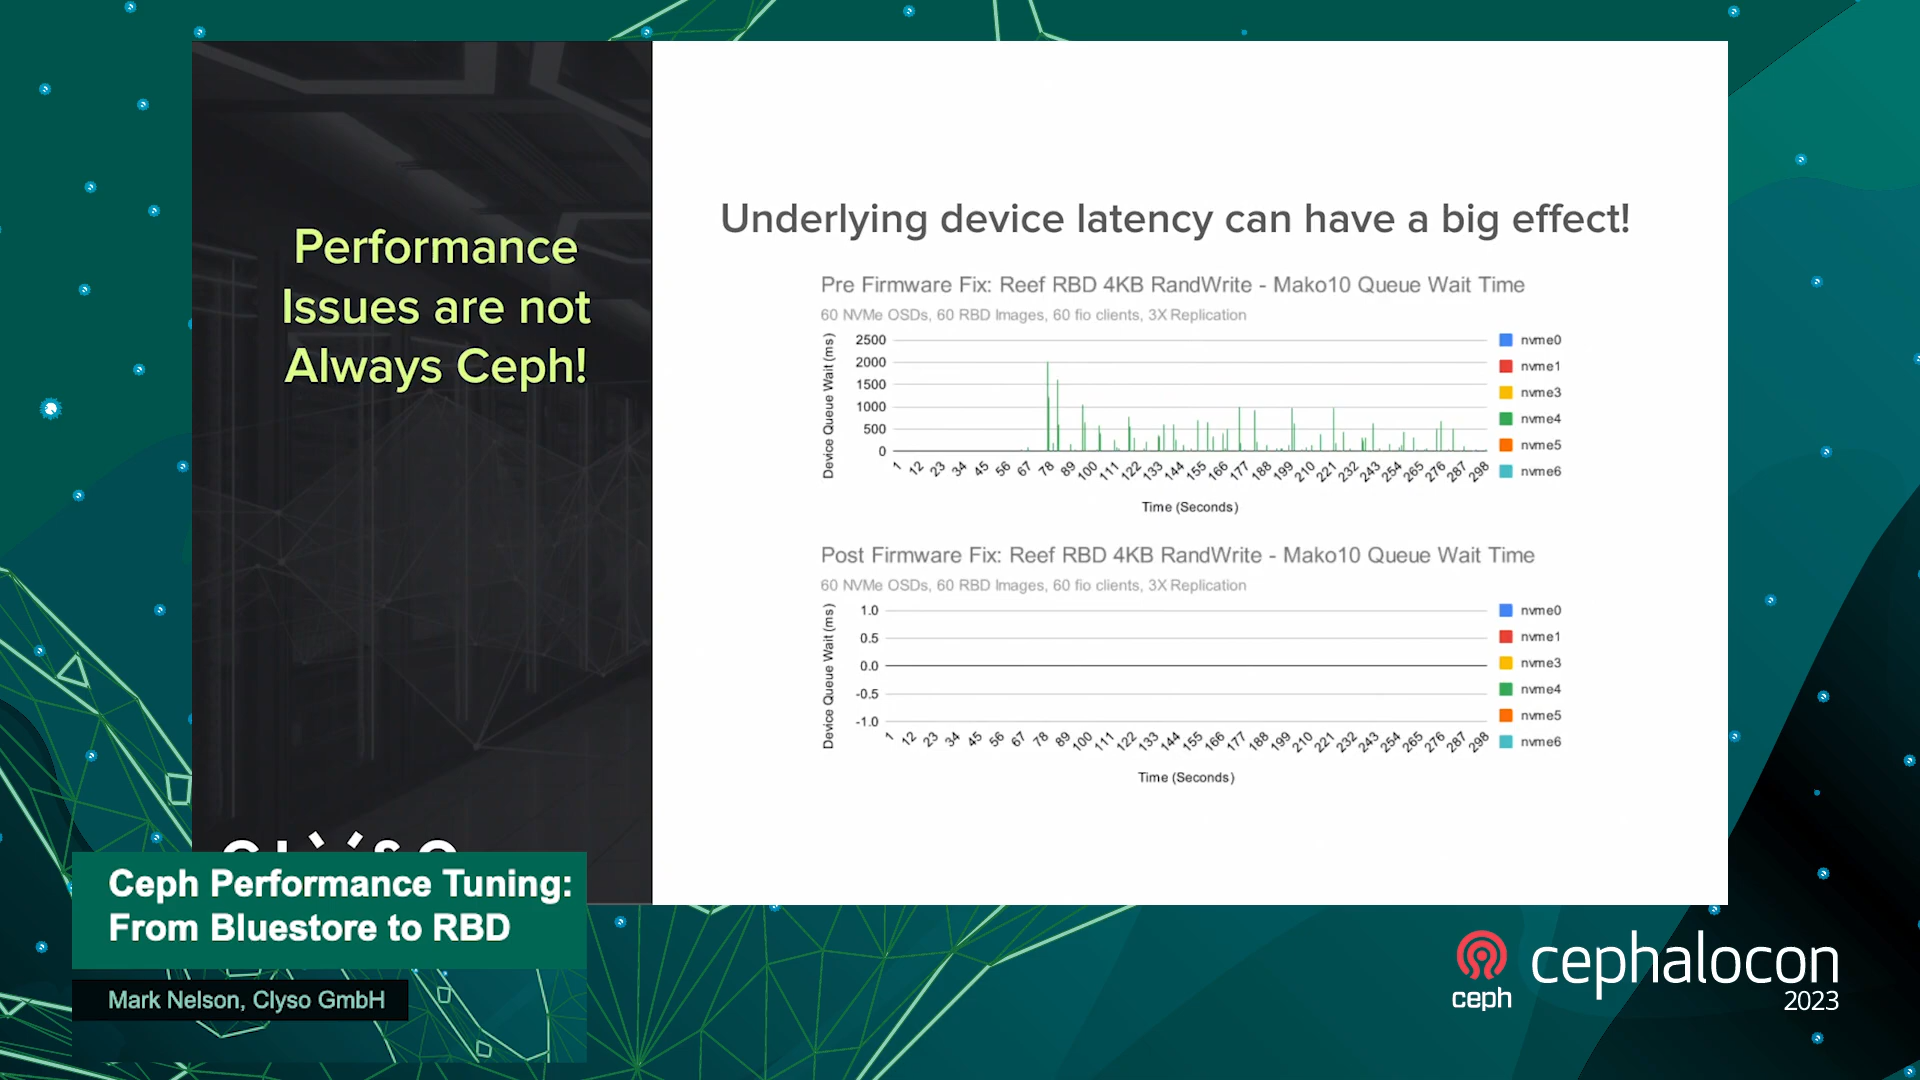 Performance
Issues are not
Always Ceph!
Underlying device latency can have a big effect!
Pre Firmware Fix: Reef RBD 4KB RandWrite - Mako10 Queue Wait Time
60 NVMe OSDs, 60 RBD Images, 60 fio clients, 3X Replication
Device Queue Wait (ms)
2500
2000
1500
1000
500
0
1 12 23 34 45 56 67 78 89 100 111 122 133 144 155 166 177 188 199 210 221 232 243 254 265 276 287 298
Time (Seconds)
nvme0
nvme1
nvme3
nvme4
nvme5
nvme6
Post Firmware Fix: Reef RBD 4KB RandWrite - Mako10 Queue Wait Time
60 NVMe OSDs, 60 RBD Images, 60 fio clients, 3X Replication
Device Queue Wait (ms)
1.0
0.5
0.0
-0.5
-1.0
1 12 23 34 45 56 67 78 89 100 111 122 133 144 155 166 177 188 199 210 221 232 243 254 265 276 287 298
Time (Seconds)
nvme0
nvme1
nvme3
nvme4
nvme5
nvme6
Ceph Performance Tuning:
From Bluestore to RBD
Mark Nelson, Clyso GmbH
ceph
cephalocon
2023